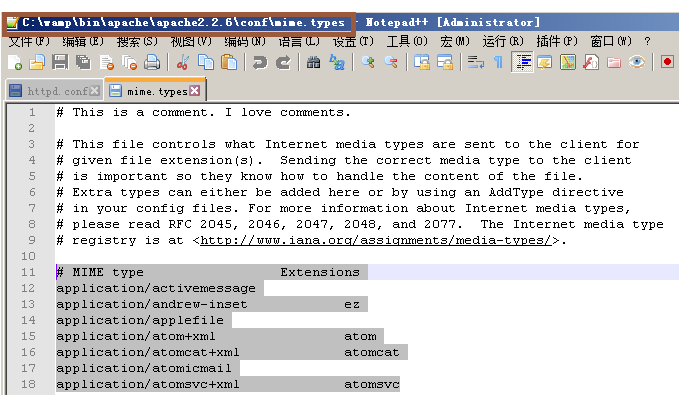 C:\wamp\bin\apache\apache2.2.6\conf\mime.types - Notepad++ [Administrator]
文件(F) 编辑(E) 搜索(S) 视图(V) 编码(N) 语言(L) 设置(T) 工具(O) 宏(M) 运行(R) 插件(P) 窗口(W) ?
httpd.conf mime.types
1 # This is a comment. I love comments.
2
3 # This file controls what Internet media types are sent to the client for
4 # given file extension(s).  Sending the correct media type to the client
5 # is important so they know how to handle the content of the file.
6 # Extra types can either be added here or by using an AddType directive
7 # in your config files. For more information about Internet media types,
8 # please read RFC 2045, 2046, 2047, 2048, and 2077.  The Internet media type
9 # registry is at <http://www.iana.org/assignments/media-types/>.
10
11 # MIME type                 Extensions
12 application/activemessage
13 application/andrew-inset            ez
14 application/applefile
15 application/atom+xml                atom
16 application/atomcat+xml             atomcat
17 application/atomicmail
18 application/atomsvc+xml             atomsvc